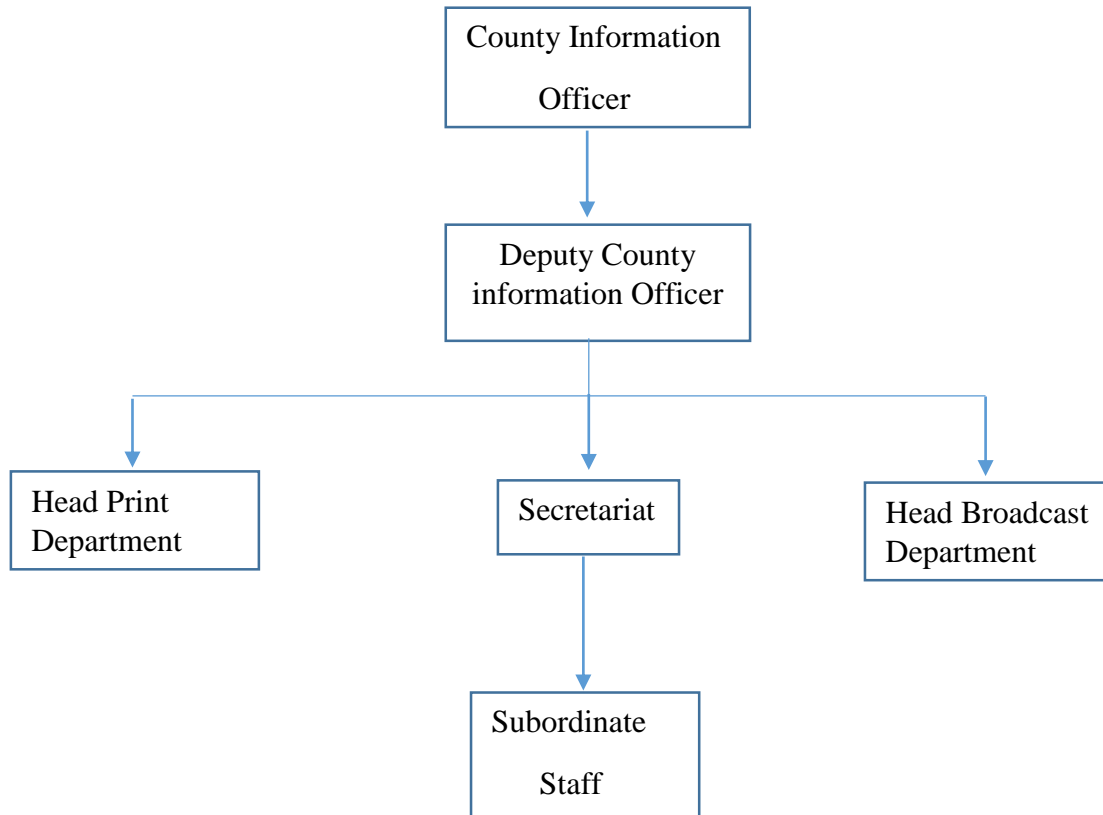 County Information
Officer
Deputy County
information Officer
Head Print
Department
Secretariat
Head Broadcast
Department
Subordinate
Staff